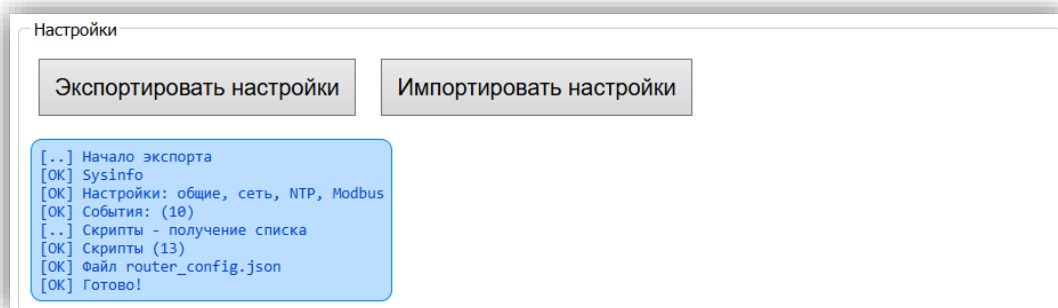 Настройки
Экспортировать настройки
Импортировать настройки
[..] Начало экспорта
[OK] Sysinfo
[OK] Настройки: общие, сеть, NTP, Modbus
[OK] События: (10)
[..] Скрипты - получение списка
[OK] Скрипты (13)
[OK] Файл router_config.json
[OK] Готово!